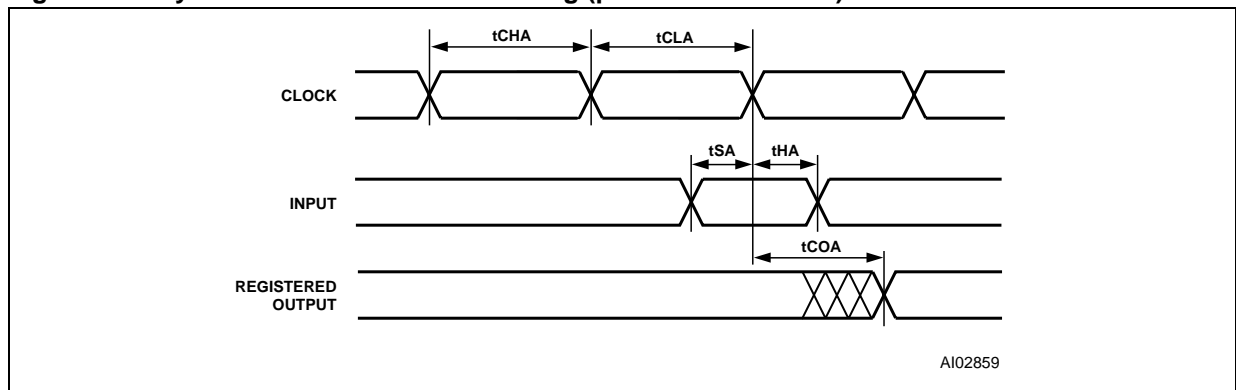 tCHA
tCLA
CLOCK
tSA
tHA
INPUT
tCOA
REGISTERED
OUTPUT
AI02859